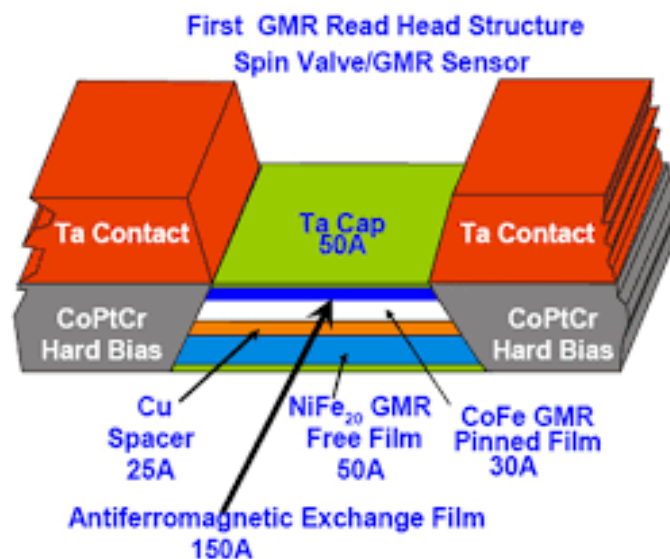 First GMR Read Head Structure
Spin Valve/GMR Sensor
Ta Contact
Ta Cap
50A
Ta Contact
CoPtCr
Hard Bias
CoPtCr
Hard Bias
Cu
Spacer
25A
NiFe₂₀ GMR
Free Film
50A
CoFe GMR
Pinned Film
30A
Antiferromagnetic Exchange Film
150A